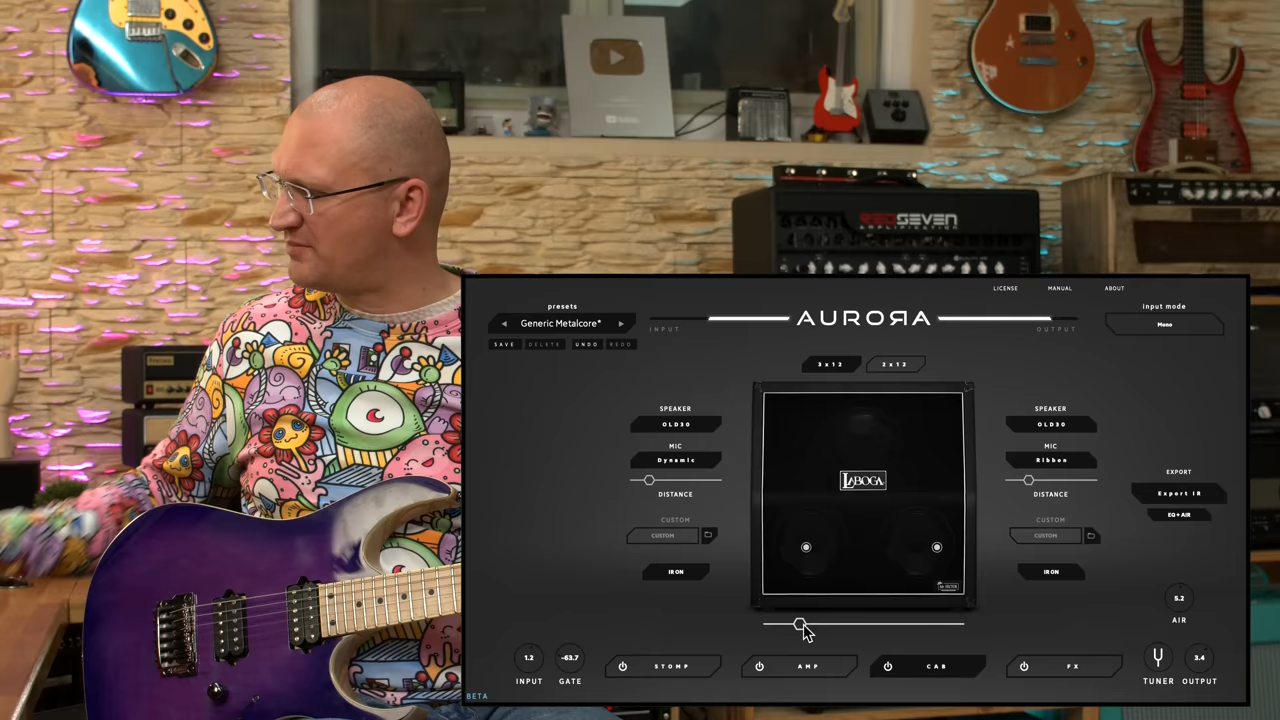 REDSEVEN
AMPLIFICATION
LICENSE
MANUAL
ABOUT
presets
Generic Metalcore*
SAVE
DELETE
UNDO
REDO
INPUT
AURORA
OUTPUT
input mode
Mono
3x12
2x12
SPEAKER
OLD30
MIC
Dynamic
DISTANCE
CUSTOM
CUSTOM
IRON
LABOGA
SPEAKER
OLD30
MIC
Ribbon
DISTANCE
CUSTOM
CUSTOM
IRON
EXPORT
Export IR
EQ+AIR
5.2
AIR
1.2
INPUT
-63.7
GATE
STOMP
AMP
CAB
FX
TUNER
3.4
OUTPUT
BETA